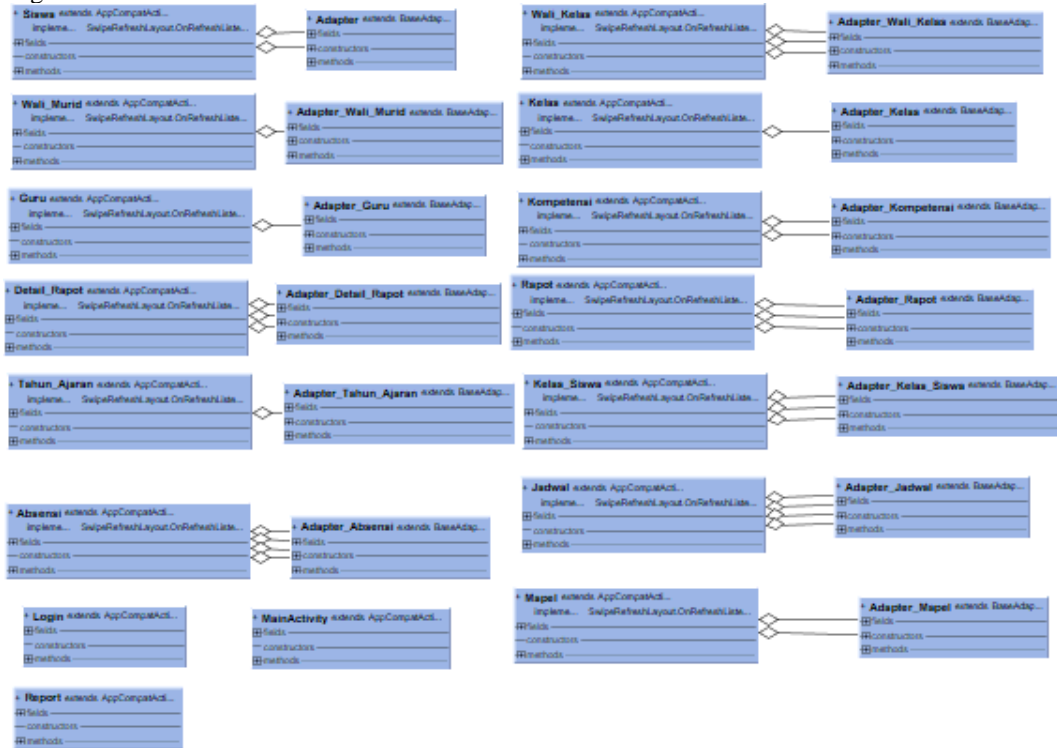 + Siswa extends AppCompatActi...
impleme... SwipeRefreshLayout.OnRefreshListe...
fields
constructors
methods
+ Adapter extends BaseAdap...
fields
constructors
methods
+ Wali_Kelas extends AppCompatActi...
impleme... SwipeRefreshLayout.OnRefreshListe...
fields
constructors
methods
+ Adapter_Wali_Kelas extends BaseAdap...
fields
constructors
methods
+ Wali_Murid extends AppCompatActi...
impleme... SwipeRefreshLayout.OnRefreshListe...
fields
constructors
methods
+ Adapter_Wali_Murid extends BaseAdap...
fields
constructors
methods
+ Kelas extends AppCompatActi...
impleme... SwipeRefreshLayout.OnRefreshListe...
fields
constructors
methods
+ Adapter_Kelas extends BaseAdap...
fields
constructors
methods
+ Guru extends AppCompatActi...
impleme... SwipeRefreshLayout.OnRefreshListe...
fields
constructors
methods
+ Adapter_Guru extends BaseAdap...
fields
constructors
methods
+ Kompetensi extends AppCompatActi...
impleme... SwipeRefreshLayout.OnRefreshListe...
fields
constructors
methods
+ Adapter_Kompetensi extends BaseAdap...
fields
constructors
methods
+ Detail_Rapot extends AppCompatActi...
impleme... SwipeRefreshLayout.OnRefreshListe...
fields
constructors
methods
+ Adapter_Detail_Rapot extends BaseAdap...
fields
constructors
methods
+ Rapot extends AppCompatActi...
impleme... SwipeRefreshLayout.OnRefreshListe...
fields
constructors
methods
+ Adapter_Rapot extends BaseAdap...
fields
constructors
methods
+ Tahun_Ajaran extends AppCompatActi...
impleme... SwipeRefreshLayout.OnRefreshListe...
fields
constructors
methods
+ Adapter_Tahun_Ajaran extends BaseAdap...
fields
constructors
methods
+ Kelas_Siswa extends AppCompatActi...
impleme... SwipeRefreshLayout.OnRefreshListe...
fields
constructors
methods
+ Adapter_Kelas_Siswa extends BaseAdap...
fields
constructors
methods
+ Absensi extends AppCompatActi...
impleme... SwipeRefreshLayout.OnRefreshListe...
fields
constructors
methods
+ Adapter_Absensi extends BaseAdap...
fields
constructors
methods
+ Jadwal extends AppCompatActi...
impleme... SwipeRefreshLayout.OnRefreshListe...
fields
constructors
methods
+ Adapter_Jadwal extends BaseAdap...
fields
constructors
methods
+ Login extends AppCompatActi...
fields
constructors
methods
+ MainActivity extends AppCompatActi...
fields
constructors
methods
+ Mapel extends AppCompatActi...
impleme... SwipeRefreshLayout.OnRefreshListe...
fields
constructors
methods
+ Adapter_Mapel extends BaseAdap...
fields
constructors
methods
+ Report extends AppCompatActi...
fields
constructors
methods